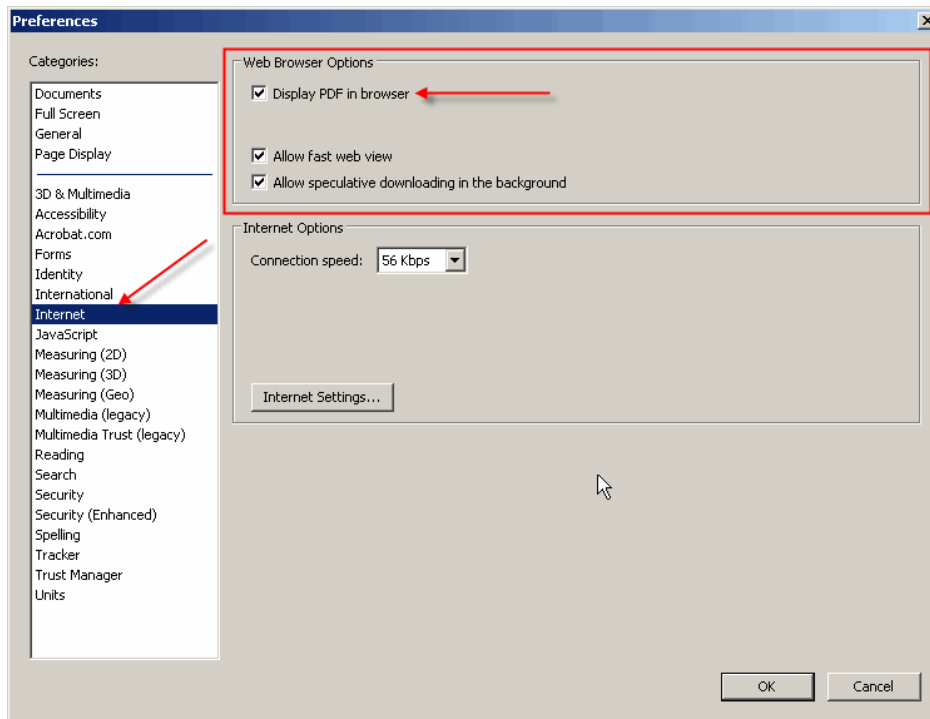 Preferences
Categories:
Documents
Full Screen
General
Page Display
3D & Multimedia
Accessibility
Acrobat.com
Forms
Identity
International
Internet
JavaScript
Measuring (2D)
Measuring (3D)
Measuring (Geo)
Multimedia (legacy)
Multimedia Trust (legacy)
Reading
Search
Security
Security (Enhanced)
Spelling
Tracker
Trust Manager
Units
Web Browser Options
Display PDF in browser
Allow fast web view
Allow speculative downloading in the background
Internet Options
Connection speed: 56 Kbps
Internet Settings...
OK Cancel